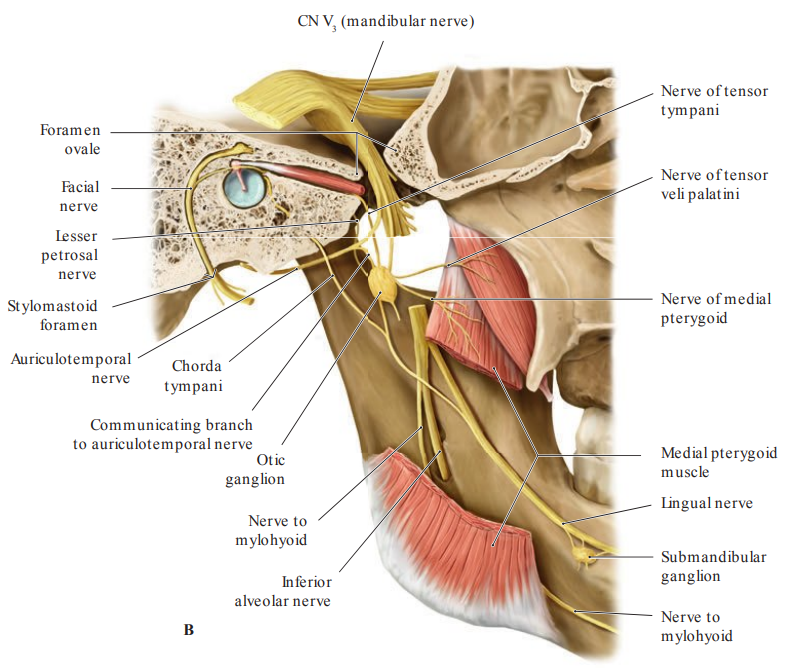 CN V3 (mandibular nerve)
Foramen
ovale
Facial
nerve
Lesser
petrosal
nerve
Stylomastoid
foramen
Auriculotemporal
nerve
Chorda
tympani
Communicating branch
to auriculotemporal nerve
Otic
ganglion
Nerve to
mylohyoid
Inferior
alveolar nerve
B
Nerve of tensor
tympani
Nerve of tensor
veli palatini
Nerve of medial
pterygoid
Medial pterygoid
muscle
Lingual nerve
Submandibular
ganglion
Nerve to
mylohyoid